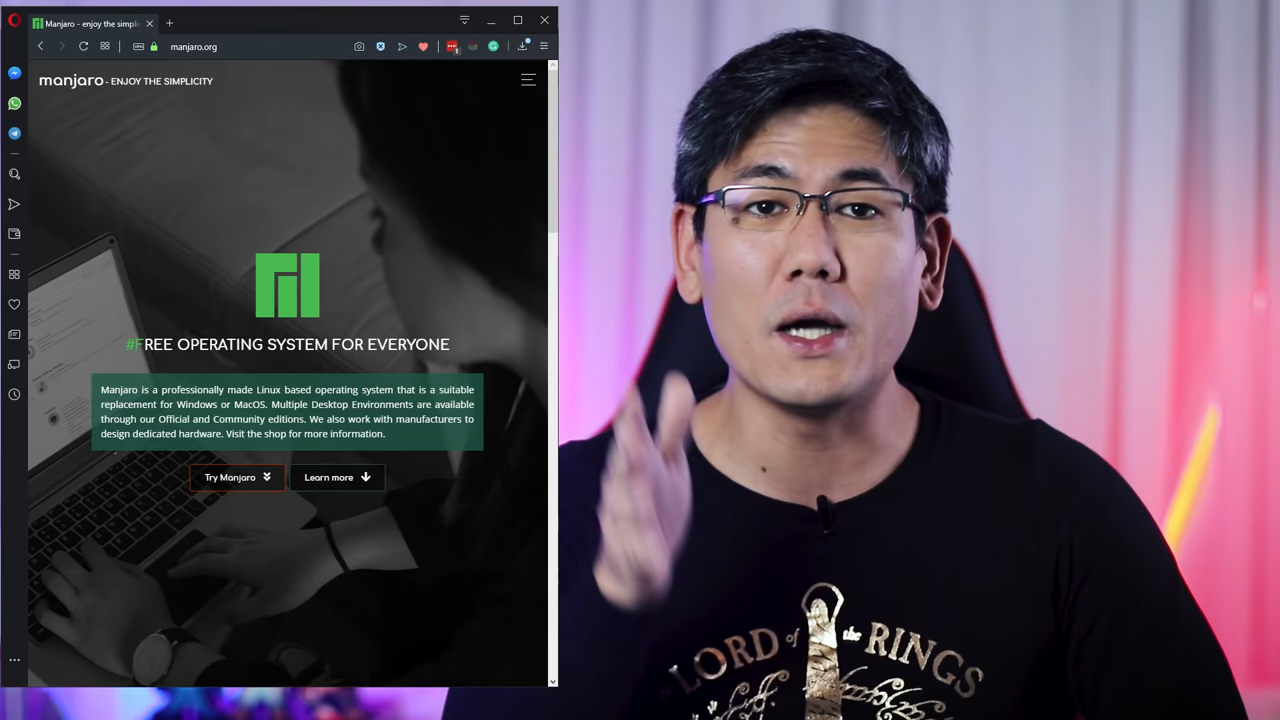 Manjaro - enjoy the simpli
manjaro.org
manjaro - ENJOY THE SIMPLICITY
#FREE OPERATING SYSTEM FOR EVERYONE
Manjaro is a professionally made Linux based operating system that is a suitable
replacement for Windows or MacOS. Multiple Desktop Environments are available
through our Official and Community editions. We also work with manufacturers to
design dedicated hardware. Visit the shop for more information.
Try Manjaro
Learn more
LORD of the RINGS